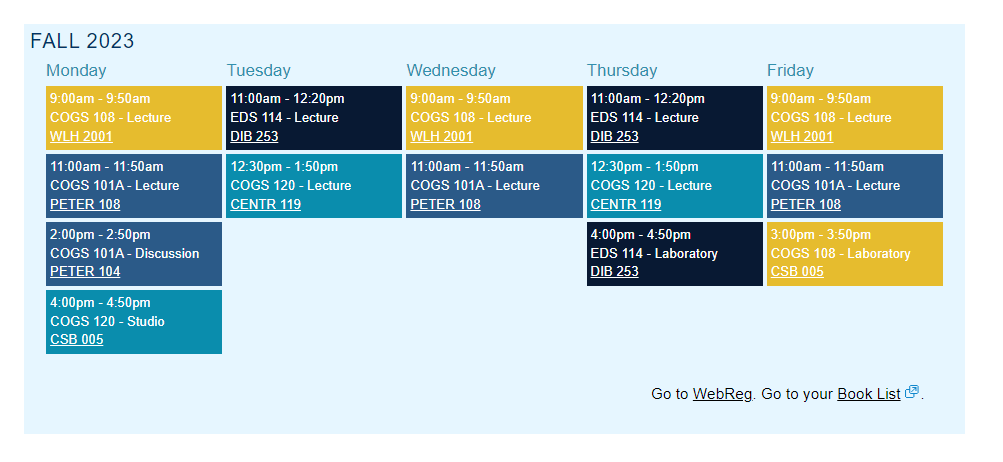 FALL 2023
Monday
9:00am - 9:50am
COGS 108 - Lecture
WLH 2001
11:00am - 11:50am
COGS 101A - Lecture
PETER 108
2:00pm - 2:50pm
COGS 101A - Discussion
PETER 104
4:00pm - 4:50pm
COGS 120 - Studio
CSB 005
Tuesday
11:00am - 12:20pm
EDS 114 - Lecture
DIB 253
12:30pm - 1:50pm
COGS 120 - Lecture
CENTR 119
Wednesday
9:00am - 9:50am
COGS 108 - Lecture
WLH 2001
11:00am - 11:50am
COGS 101A - Lecture
PETER 108
Thursday
11:00am - 12:20pm
EDS 114 - Lecture
DIB 253
12:30pm - 1:50pm
COGS 120 - Lecture
CENTR 119
4:00pm - 4:50pm
EDS 114 - Laboratory
DIB 253
Friday
9:00am - 9:50am
COGS 108 - Lecture
WLH 2001
11:00am - 11:50am
COGS 101A - Lecture
PETER 108
3:00pm - 3:50pm
COGS 108 - Laboratory
CSB 005
Go to WebReg. Go to your Book List.